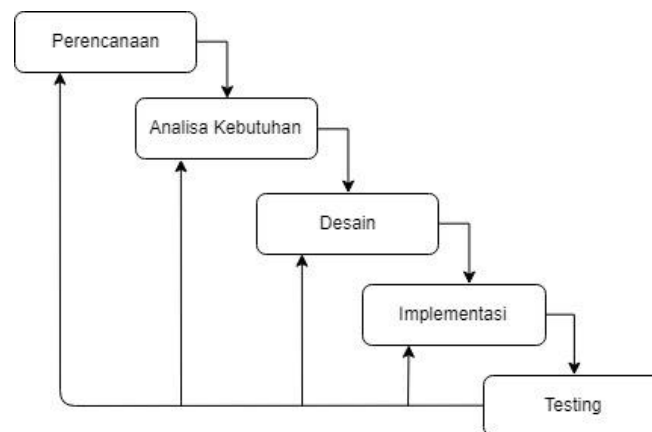 Perencanaan
Analisa Kebutuhan
Desain
Implementasi
Testing